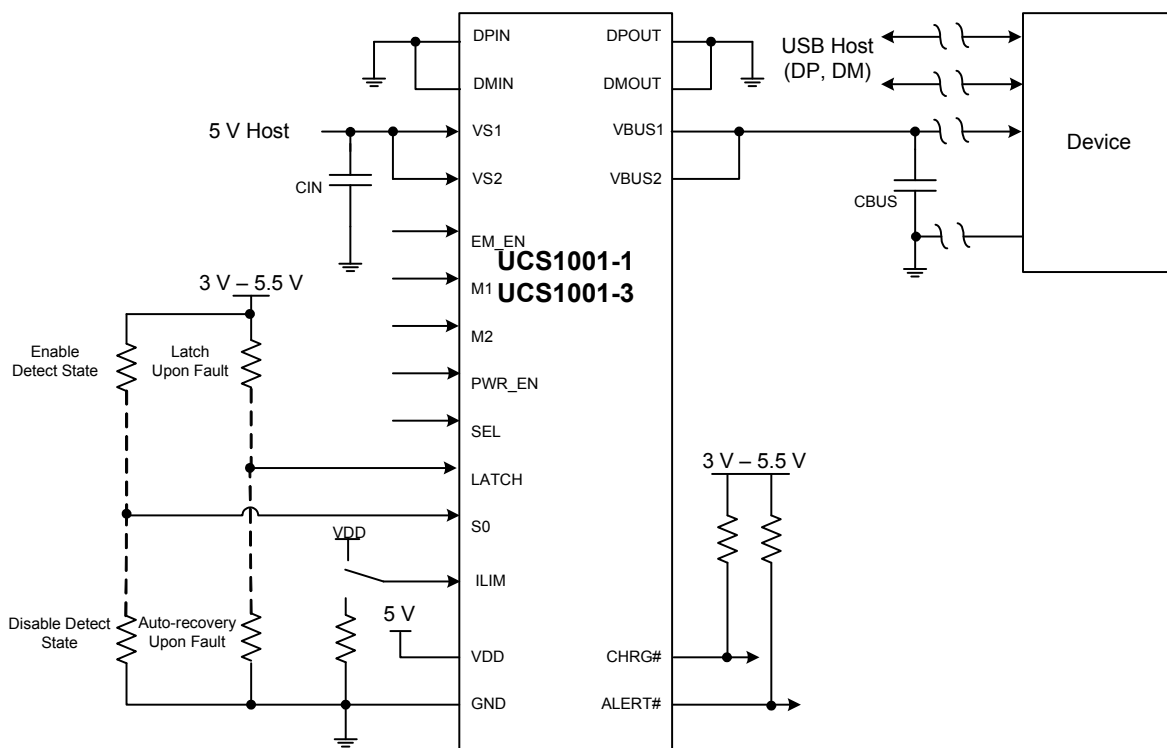 DPIN
DPOUT
USB Host
(DP, DM)
DMIN
DMOUT
5 V Host
VS1
VBUS1
Device
CIN
VS2
VBUS2
CBUS
EM_EN
UCS1001-1
UCS1001-3
M1
3 V – 5.5 V
M2
Enable
Detect State
Latch
Upon Fault
PWR_EN
SEL
3 V – 5.5 V
LATCH
S0
VDD
ILIM
Disable Detect
State
Auto-recovery
Upon Fault
5 V
VDD
CHRG#
GND
ALERT#